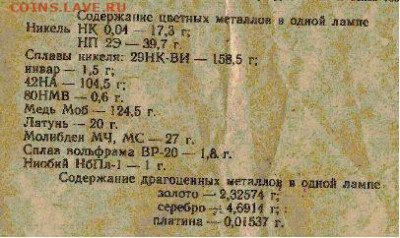 COINSS.LAVE.RU
Содержание цветных металлов в одной лампе
Никель НК 0,04 — 17,3 г;
НП 2Э — 39,7 г.
Сплавы никеля: 29НК-ВИ — 158,5 г;
инвар — 1,5 г;
42НА — 104,5 г;
80НМВ — 0,6 г.
Медь Моб — 124,5 г.
Латунь — 20 г.
Молибден МЧ, МС — 27 г.
Сплав вольфрама ВР-20 — 1,8 г.
Ниобий НбПл-1 — 1 г.
Содержание драгоценных металлов в одной лампе
золото — 2,32574 г;
серебро — 4,6914 г;
платина — 0,01537 г.